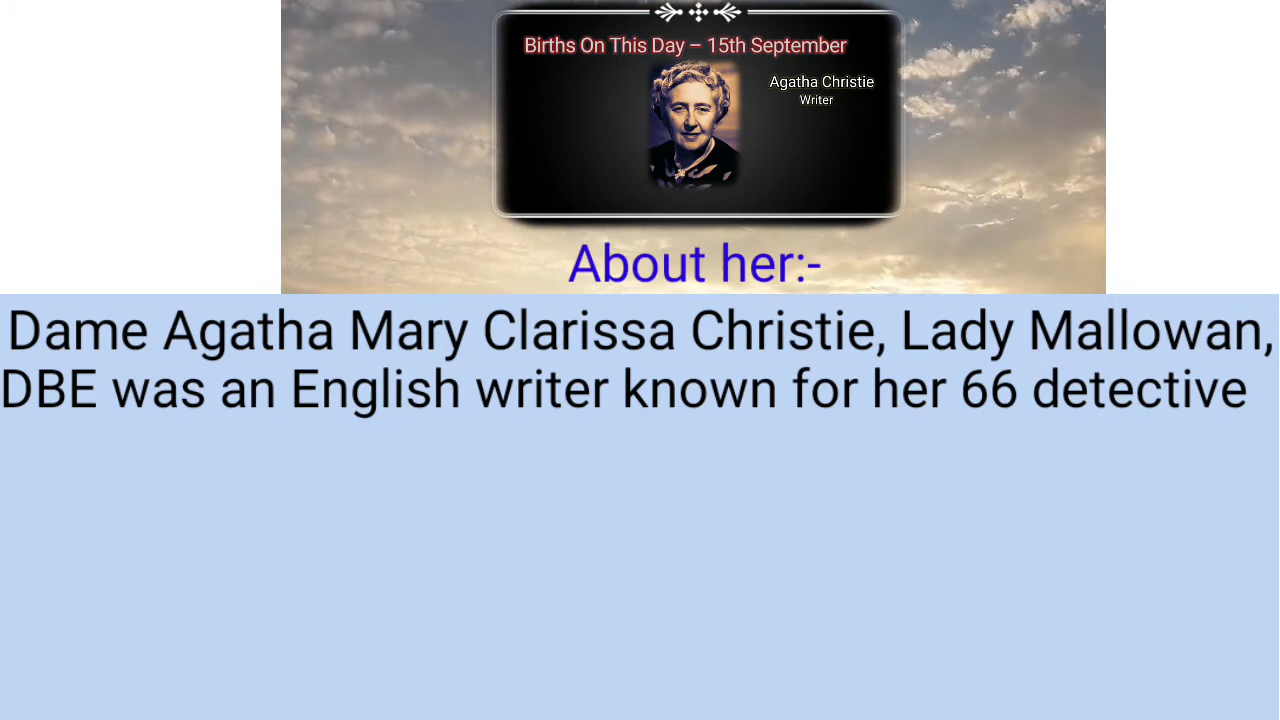 Births On This Day – 15th September
Agatha Christie
Writer
About her:-
Dame Agatha Mary Clarissa Christie, Lady Mallowan,
DBE was an English writer known for her 66 detective